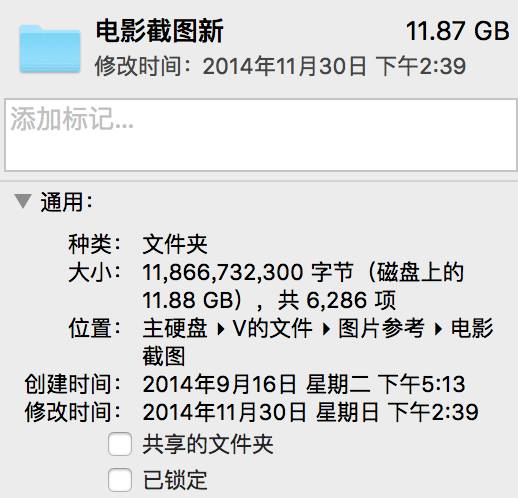 电影截图新 11.87 GB
修改时间：2014年11月30日 下午2:39
添加标记...
通用：
种类： 文件夹
大小： 11,866,732,300 字节（磁盘上的
11.88 GB），共 6,286 项
位置： 主硬盘 ▸ V的文件 ▸ 图片参考 ▸ 电影
截图
创建时间： 2014年9月16日 星期二 下午5:13
修改时间： 2014年11月30日 星期日 下午2:39
共享的文件夹
已锁定